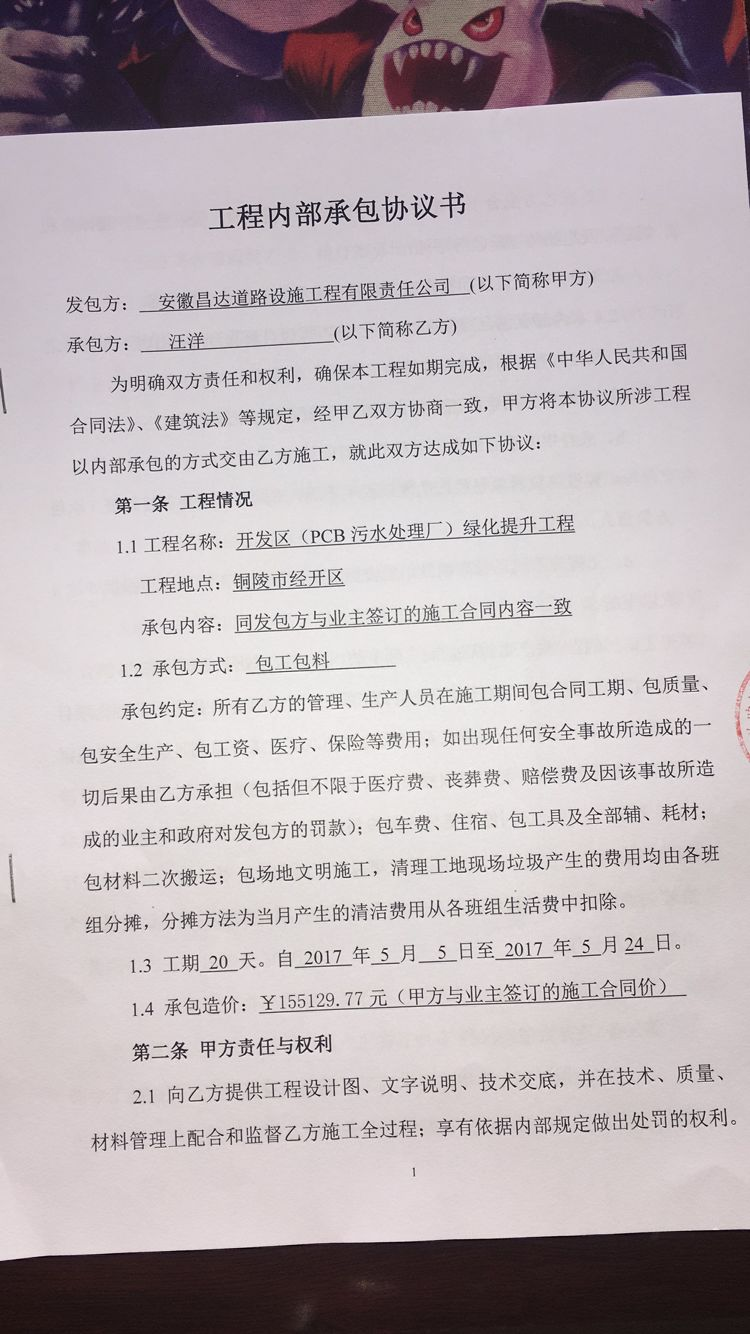 工程内部承包协议书
发包方：安徽昌达道路设施工程有限责任公司(以下简称甲方)
承包方：汪洋(以下简称乙方)
为明确双方责任和权利，确保本工程如期完成，根据《中华人民共和国
合同法》、《建筑法》等规定，经甲乙双方协商一致，甲方将本协议所涉工程
以内部承包的方式交由乙方施工，就此双方达成如下协议：
第一条 工程情况
1.1 工程名称：开发区（PCB 污水处理厂）绿化提升工程
工程地点：铜陵市经开区
承包内容：同发包方与业主签订的施工合同内容一致
1.2 承包方式：包工包料
承包约定：所有乙方的管理、生产人员在施工期间包合同工期、包质量、
包安全生产、包工资、医疗、保险等费用；如出现任何安全事故所造成的一
切后果由乙方承担（包括但不限于医疗费、丧葬费、赔偿费及因该事故所造
成的业主和政府对发包方的罚款）；包车费、住宿、包工具及全部辅、耗材；
包材料二次搬运；包场地文明施工，清理工地现场垃圾产生的费用均由各班
组分摊，分摊方法为当月产生的清洁费用从各班组生活费中扣除。
1.3 工期 20 天。自 2017 年 5 月 5 日至 2017 年 5 月 24 日。
1.4 承包造价：￥155129.77 元（甲方与业主签订的施工合同价）
第二条 甲方责任与权利
2.1 向乙方提供工程设计图、文字说明、技术交底，并在技术、质量、
材料管理上配合和监督乙方施工全过程；享有依据内部规定做出处罚的权利。
1